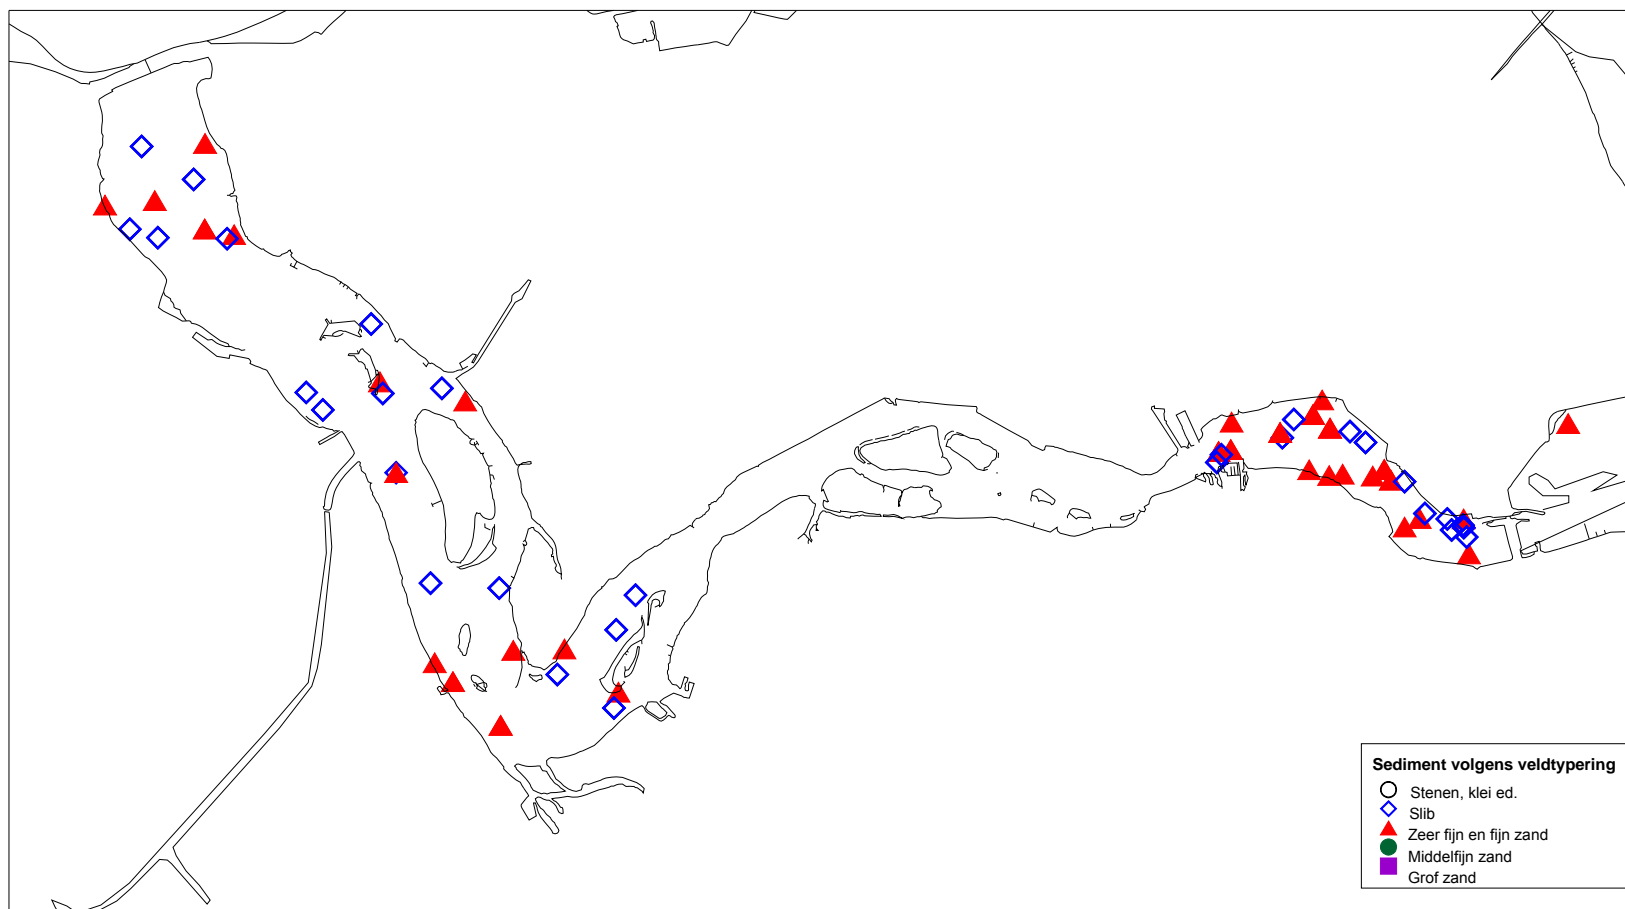 Sediment volgens veldtypering
Stenen, klei ed.
Slib
Zeer fijn en fijn zand
Middelfijn zand
Grof zand